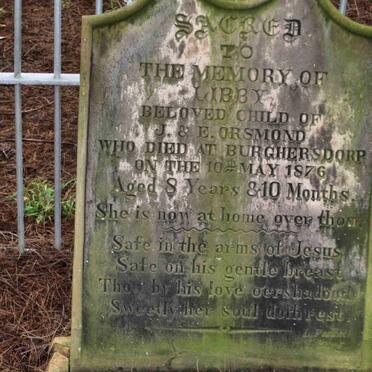 SACRED
TO
THE MEMORY OF
LIBBY
BELOVED CHILD OF
J. & E. ORSMOND
WHO DIED AT BURGHERSDORP
ON THE 10TH MAY 1876
Aged 8 Years & 10 Months.
She is now at home over
Safe in the arms of Jesus
Safe on his gentle breast
by his love oershadowed
Sweetly her soul doth rest.